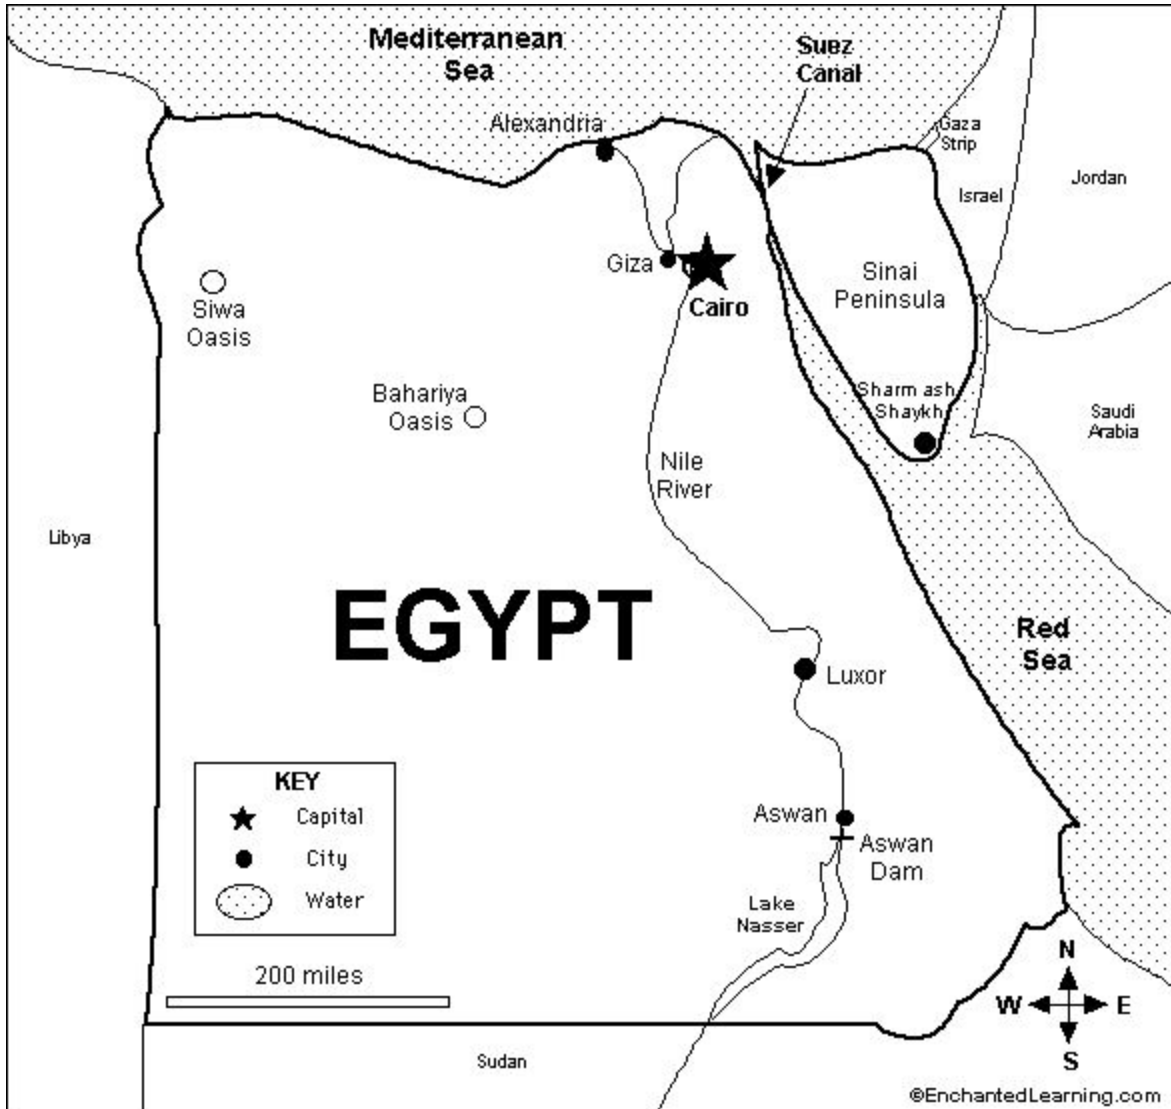 Mediterranean
Sea
Suez
Canal
Alexandria
Gaza
Strip
Israel
Jordan
Giza
Cairo
Sinai
Peninsula
Siwa
Oasis
Bahariya
Oasis
Sharm ash
Shaykh
Saudi
Arabia
Nile
River
Libya
EGYPT
Red
Sea
Luxor
KEY
Capital
City
Water
Aswan
Aswan
Dam
Lake
Nasser
200 miles
N
W E
S
Sudan
©EnchantedLearning.com